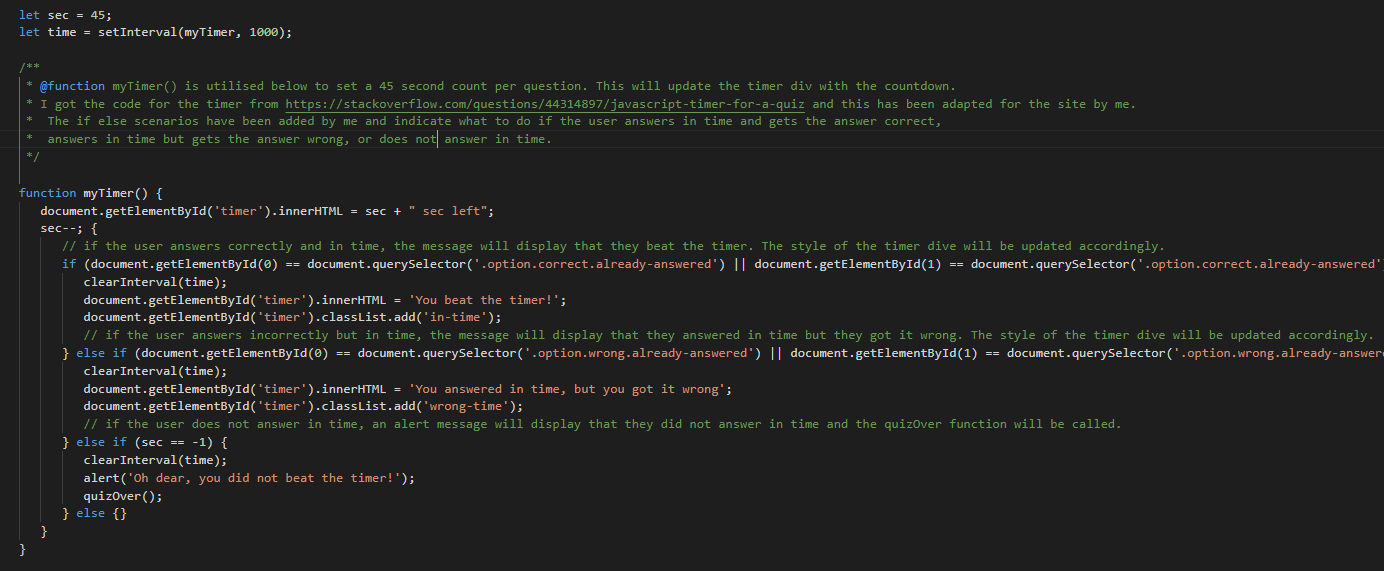 let sec = 45;
let time = setInterval(myTimer, 1000);
/**
* @function myTimer() is utilised below to set a 45 second count per question. This will update the timer div with the countdown.
* I got the code for the timer from https://stackoverflow.com/questions/44314897/javascript-timer-for-a-quiz and this has been adapted for the site by me.
* The if else scenarios have been added by me and indicate what to do if the user answers in time and gets the answer correct,
* answers in time but gets the answer wrong, or does not answer in time.
*/
function myTimer() {
document.getElementById('timer').innerHTML = sec + " sec left";
sec--; {
// if the user answers correctly and in time, the message will display that they beat the timer. The style of the timer dive will be updated accordingly.
if (document.getElementById(0) == document.querySelector('.option.correct.already-answered') || document.getElementById(1) == document.querySelector('.option.correct.already-answered'
clearInterval(time);
document.getElementById('timer').innerHTML = 'You beat the timer!';
document.getElementById('timer').classList.add('in-time');
// if the user answers incorrectly but in time, the message will display that they answered in time but they got it wrong. The style of the timer dive will be updated accordingly.
} else if (document.getElementById(0) == document.querySelector('.option.wrong.already-answered') || document.getElementById(1) == document.querySelector('.option.wrong.already-answer
clearInterval(time);
document.getElementById('timer').innerHTML = 'You answered in time, but you got it wrong';
document.getElementById('timer').classList.add('wrong-time');
// if the user does not answer in time, an alert message will display that they did not answer in time and the quizOver function will be called.
} else if (sec == -1) {
clearInterval(time);
alert('Oh dear, you did not beat the timer!');
quizOver();
} else {}
}
}